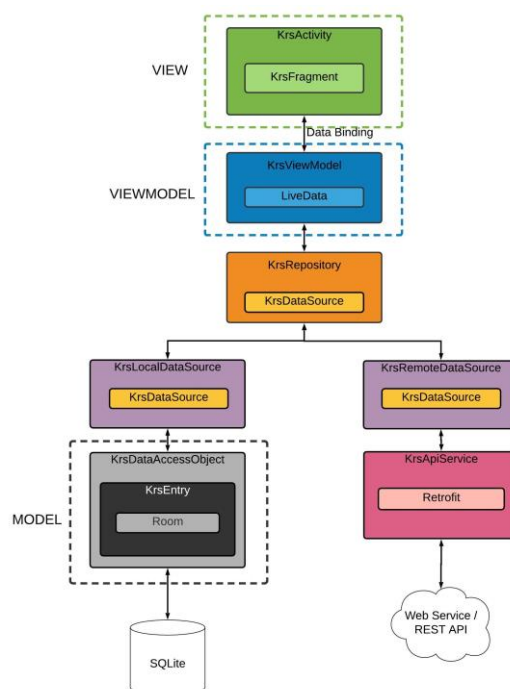 KrsActivity
VIEW
KrsFragment
Data Binding
KrsViewModel
VIEWMODEL
LiveData
KrsRepository
KrsDataSource
KrsLocalDataSource
KrsDataSource
KrsRemoteDataSource
KrsDataSource
KrsDataAccessObject
KrsEntry
MODEL
Room
KrsApiService
Retrofit
Web Service /
REST API
SQLite